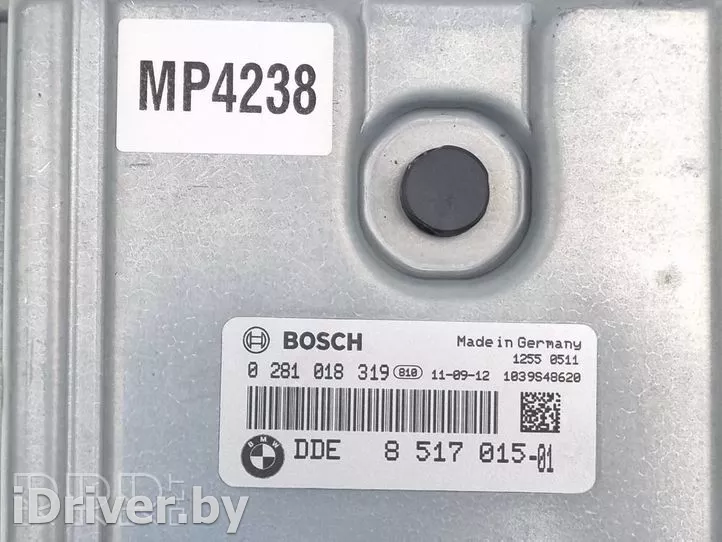 MP4238
BOSCH
Made in Germany
1255 0511
0 281 018 319 810 11-09-12 1039S48620
BMW
DDE 8 517 015-01
iDriver.by